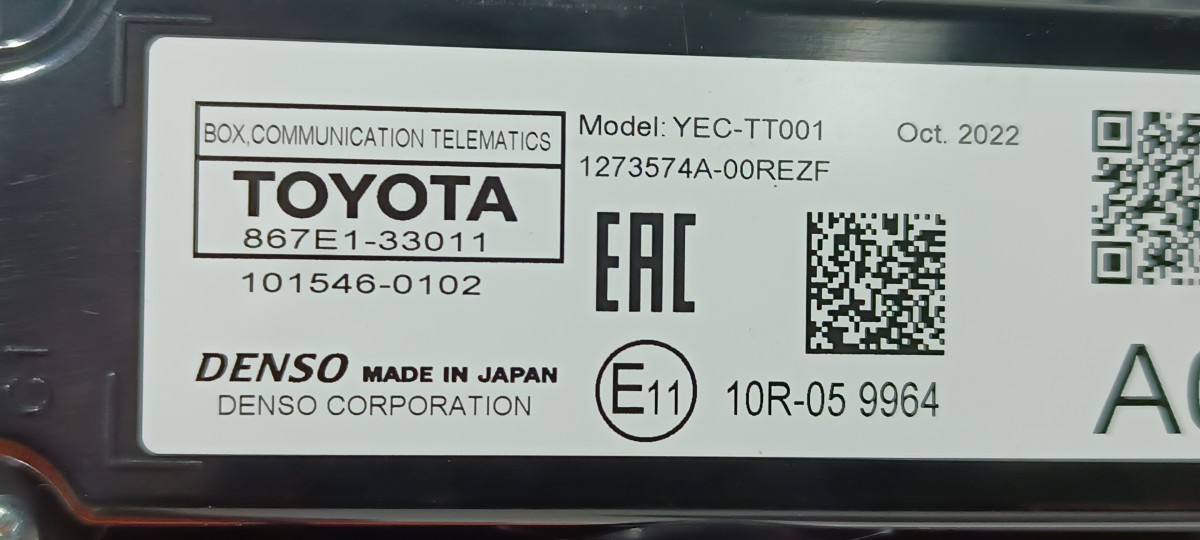 BOX,COMMUNICATION TELEMATICS
TOYOTA
867E1-33011
101546-0102
DENSO MADE IN JAPAN
DENSO CORPORATION
Model: YEC-TT001 Oct. 2022
1273574A-00REZF
EAC
E11 10R-05 9964
A